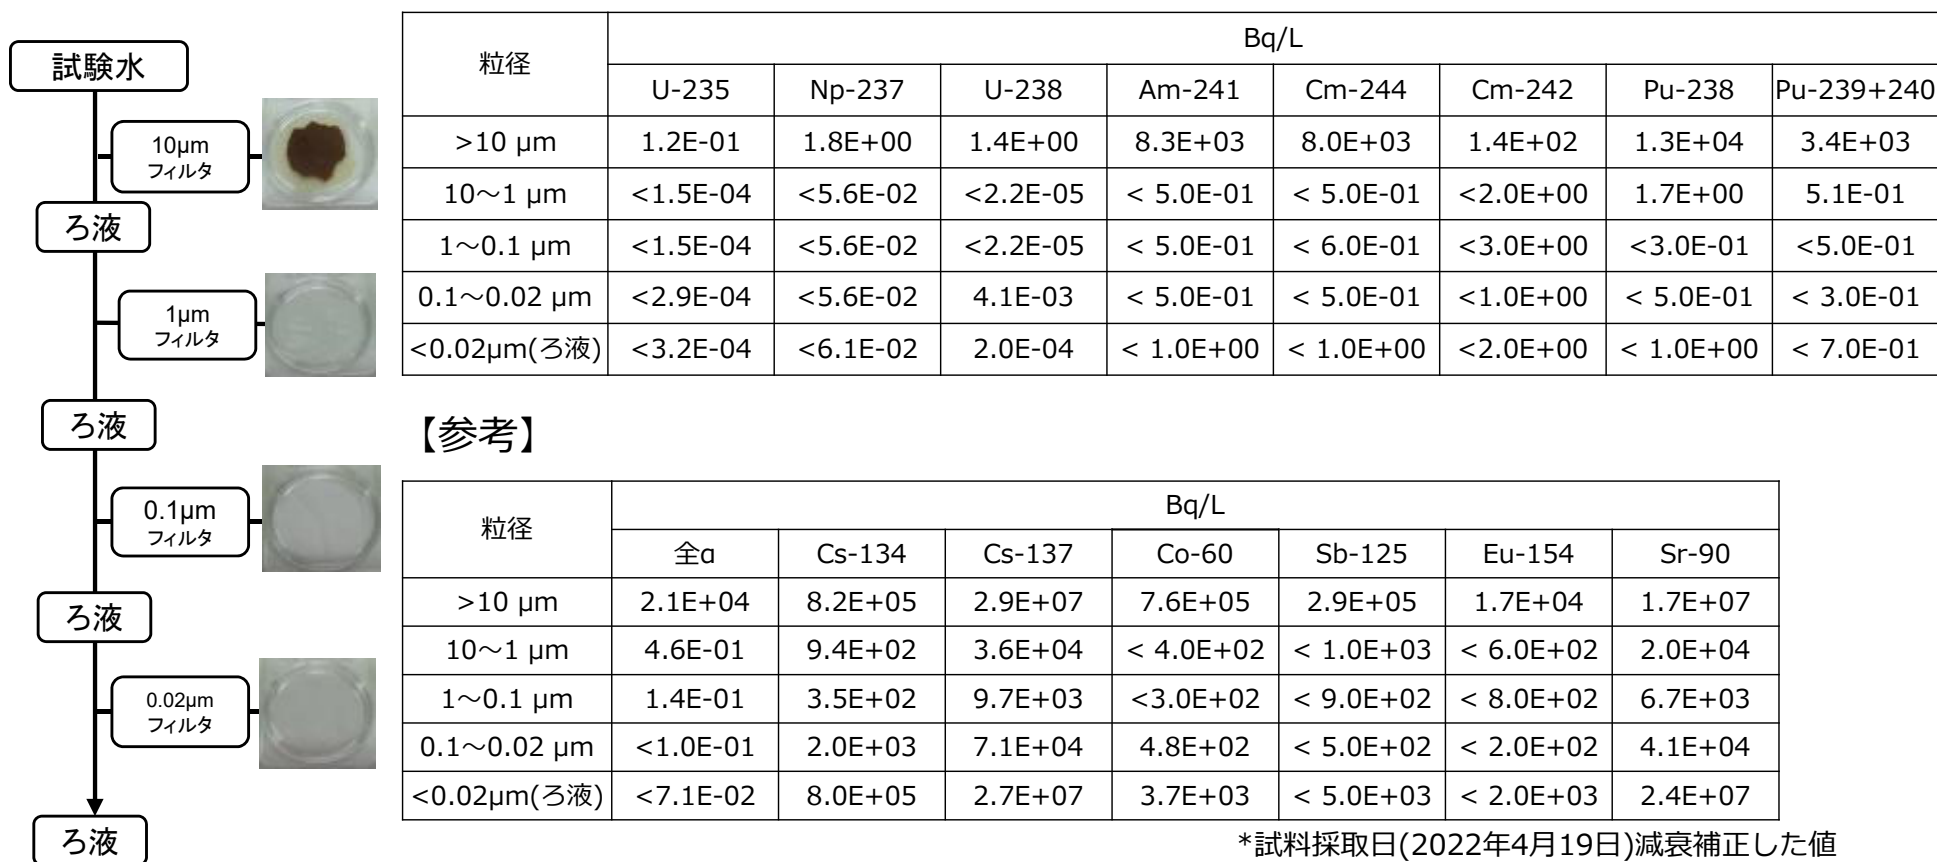 試験水
10μm
フィルタ
ろ液
1μm
フィルタ
ろ液
0.1μm
フィルタ
ろ液
0.02μm
フィルタ
ろ液
粒径 Bq/L
U-235 Np-237 U-238 Am-241 Cm-244 Cm-242 Pu-238 Pu-239+240
>10 μm 1.2E-01 1.8E+00 1.4E+00 8.3E+03 8.0E+03 1.4E+02 1.3E+04 3.4E+03
10～1 μm <1.5E-04 <5.6E-02 <2.2E-05 < 5.0E-01 < 5.0E-01 <2.0E+00 1.7E+00 5.1E-01
1～0.1 μm <1.5E-04 <5.6E-02 <2.2E-05 < 5.0E-01 < 6.0E-01 <3.0E+00 <3.0E-01 <5.0E-01
0.1～0.02 μm <2.9E-04 <5.6E-02 4.1E-03 < 5.0E-01 < 5.0E-01 <1.0E+00 < 5.0E-01 < 3.0E-01
<0.02μm(ろ液) <3.2E-04 <6.1E-02 2.0E-04 < 1.0E+00 < 1.0E+00 <2.0E+00 < 1.0E+00 < 7.0E-01
【参考】
粒径 Bq/L
全α Cs-134 Cs-137 Co-60 Sb-125 Eu-154 Sr-90
>10 μm 2.1E+04 8.2E+05 2.9E+07 7.6E+05 2.9E+05 1.7E+04 1.7E+07
10～1 μm 4.6E-01 9.4E+02 3.6E+04 < 4.0E+02 < 1.0E+03 < 6.0E+02 2.0E+04
1～0.1 μm 1.4E-01 3.5E+02 9.7E+03 <3.0E+02 < 9.0E+02 < 8.0E+02 6.7E+03
0.1～0.02 μm <1.0E-01 2.0E+03 7.1E+04 4.8E+02 < 5.0E+02 < 2.0E+02 4.1E+04
<0.02μm(ろ液) <7.1E-02 8.0E+05 2.7E+07 3.7E+03 < 5.0E+03 < 2.0E+03 2.4E+07
*試料採取日(2022年4月19日)減衰補正した値